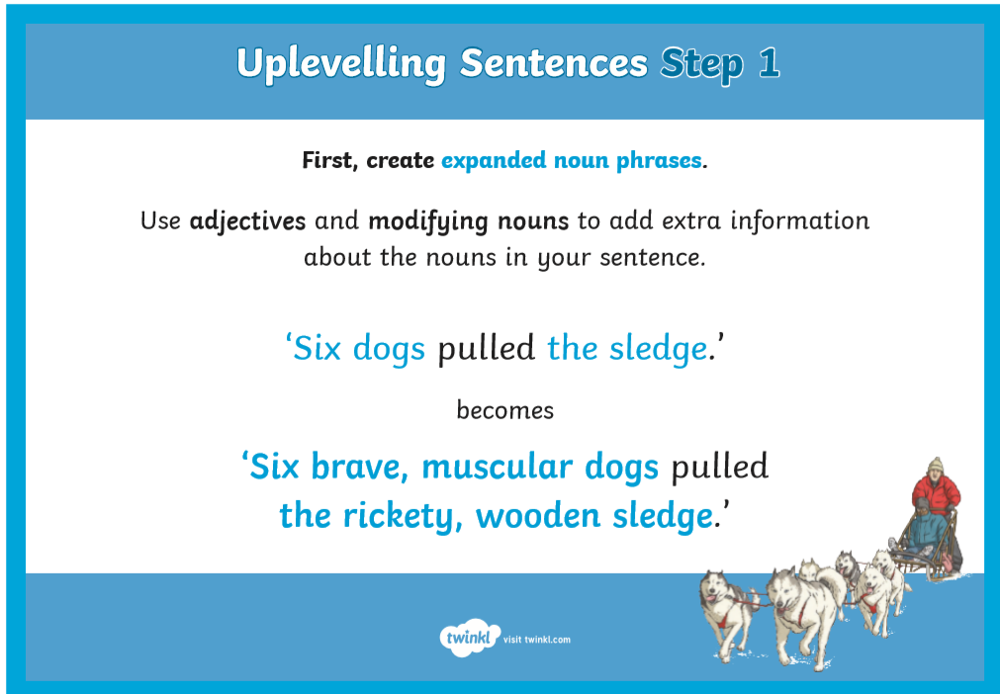 Uplevelling Sentences Step 1
First, create expanded noun phrases.
Use adjectives and modifying nouns to add extra information
about the nouns in your sentence.
‘Six dogs pulled the sledge.’
becomes
‘Six brave, muscular dogs pulled
the rickety, wooden sledge.’
twinkl visit twinkl.com